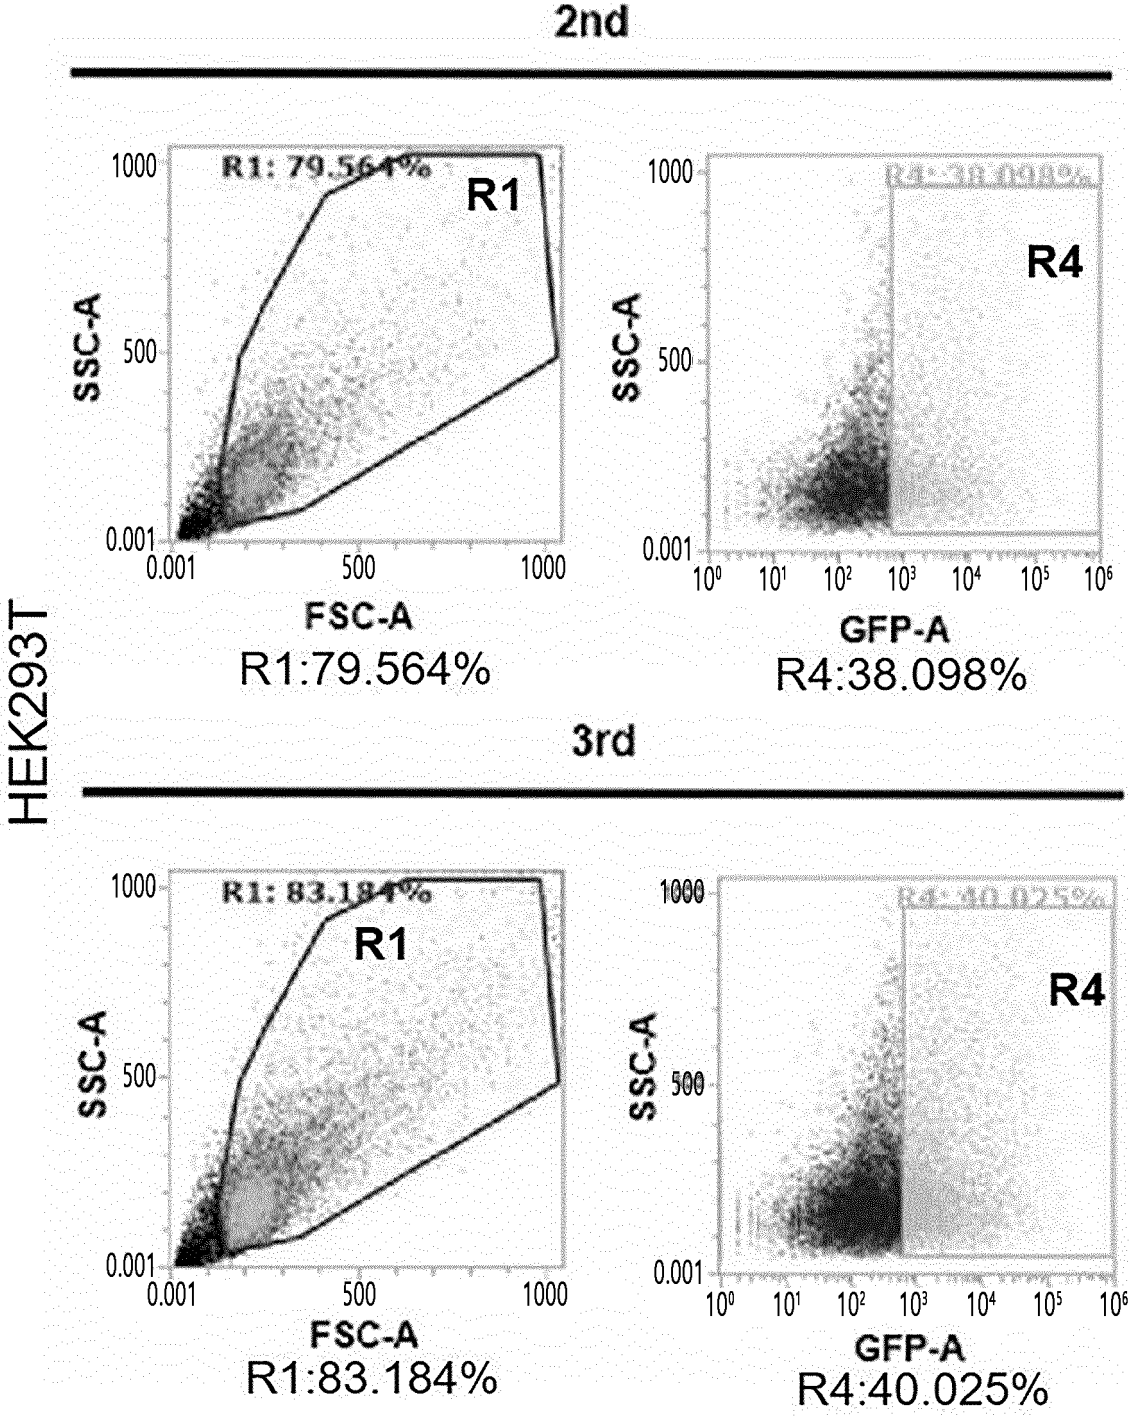 2nd
HEK293T
R1: 79.564%
R1
1000
500
0.001
SSC-A
0.001 500 1000
FSC-A
R1:79.564%
R4: 38.098%
R4
1000
500
0.001
SSC-A
10⁰ 10¹ 10² 10³ 10⁴ 10⁵ 10⁶
GFP-A
R4:38.098%
3rd
R1: 83.184%
R1
1000
500
0.001
SSC-A
0.001 500 1000
FSC-A
R1:83.184%
R4: 40.025%
R4
1000
500
0.001
SSC-A
10⁰ 10¹ 10² 10³ 10⁴ 10⁵ 10⁶
GFP-A
R4:40.025%